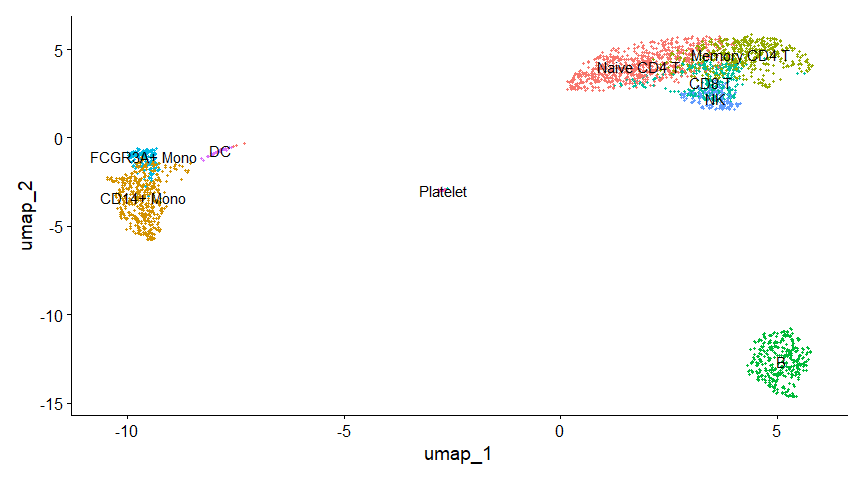 5
0
-5
-10
-15
umap_2
Memory CD4 T
Naive CD4 T
CD8 T
NK
DC
FCGR3A+ Mono
CD14+ Mono
Platelet
B
-10
-5
0
5
umap_1